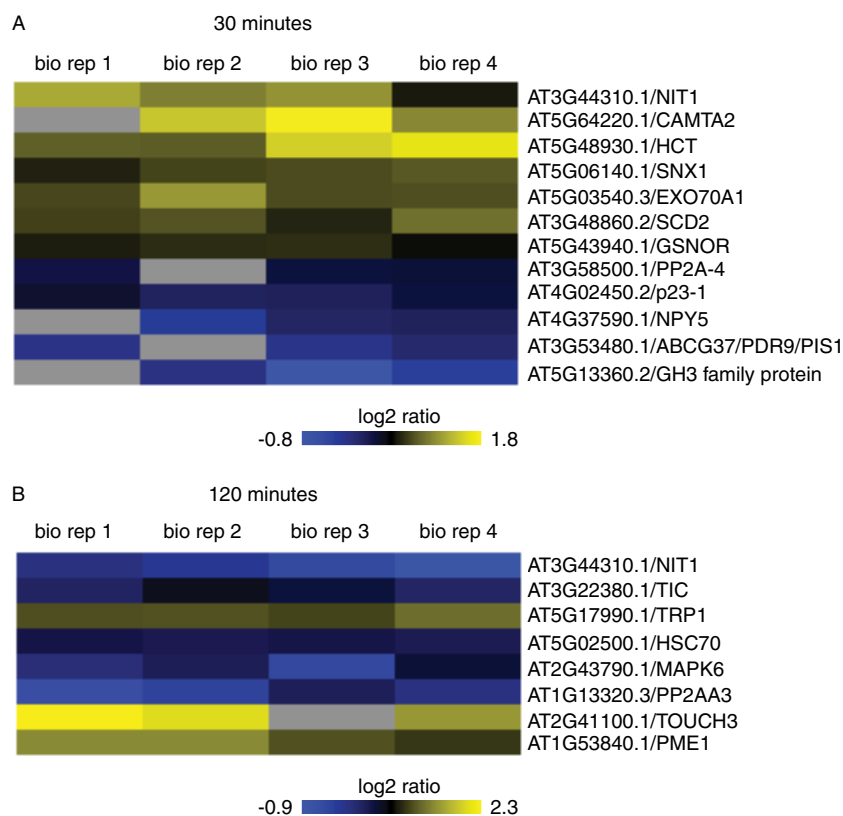 A
30 minutes
bio rep 1 bio rep 2 bio rep 3 bio rep 4
AT3G44310.1/NIT1
AT5G64220.1/CAMTA2
AT5G48930.1/HCT
AT5G06140.1/SNX1
AT5G03540.3/EXO70A1
AT3G48860.2/SCD2
AT5G43940.1/GSNOR
AT3G58500.1/PP2A-4
AT4G02450.2/p23-1
AT4G37590.1/NPY5
AT3G53480.1/ABCG37/PDR9/PIS1
AT5G13360.2/GH3 family protein
log2 ratio
-0.8 1.8
B
120 minutes
bio rep 1 bio rep 2 bio rep 3 bio rep 4
AT3G44310.1/NIT1
AT3G22380.1/TIC
AT5G17990.1/TRP1
AT5G02500.1/HSC70
AT2G43790.1/MAPK6
AT1G13320.3/PP2AA3
AT2G41100.1/TOUCH3
AT1G53840.1/PME1
log2 ratio
-0.9 2.3